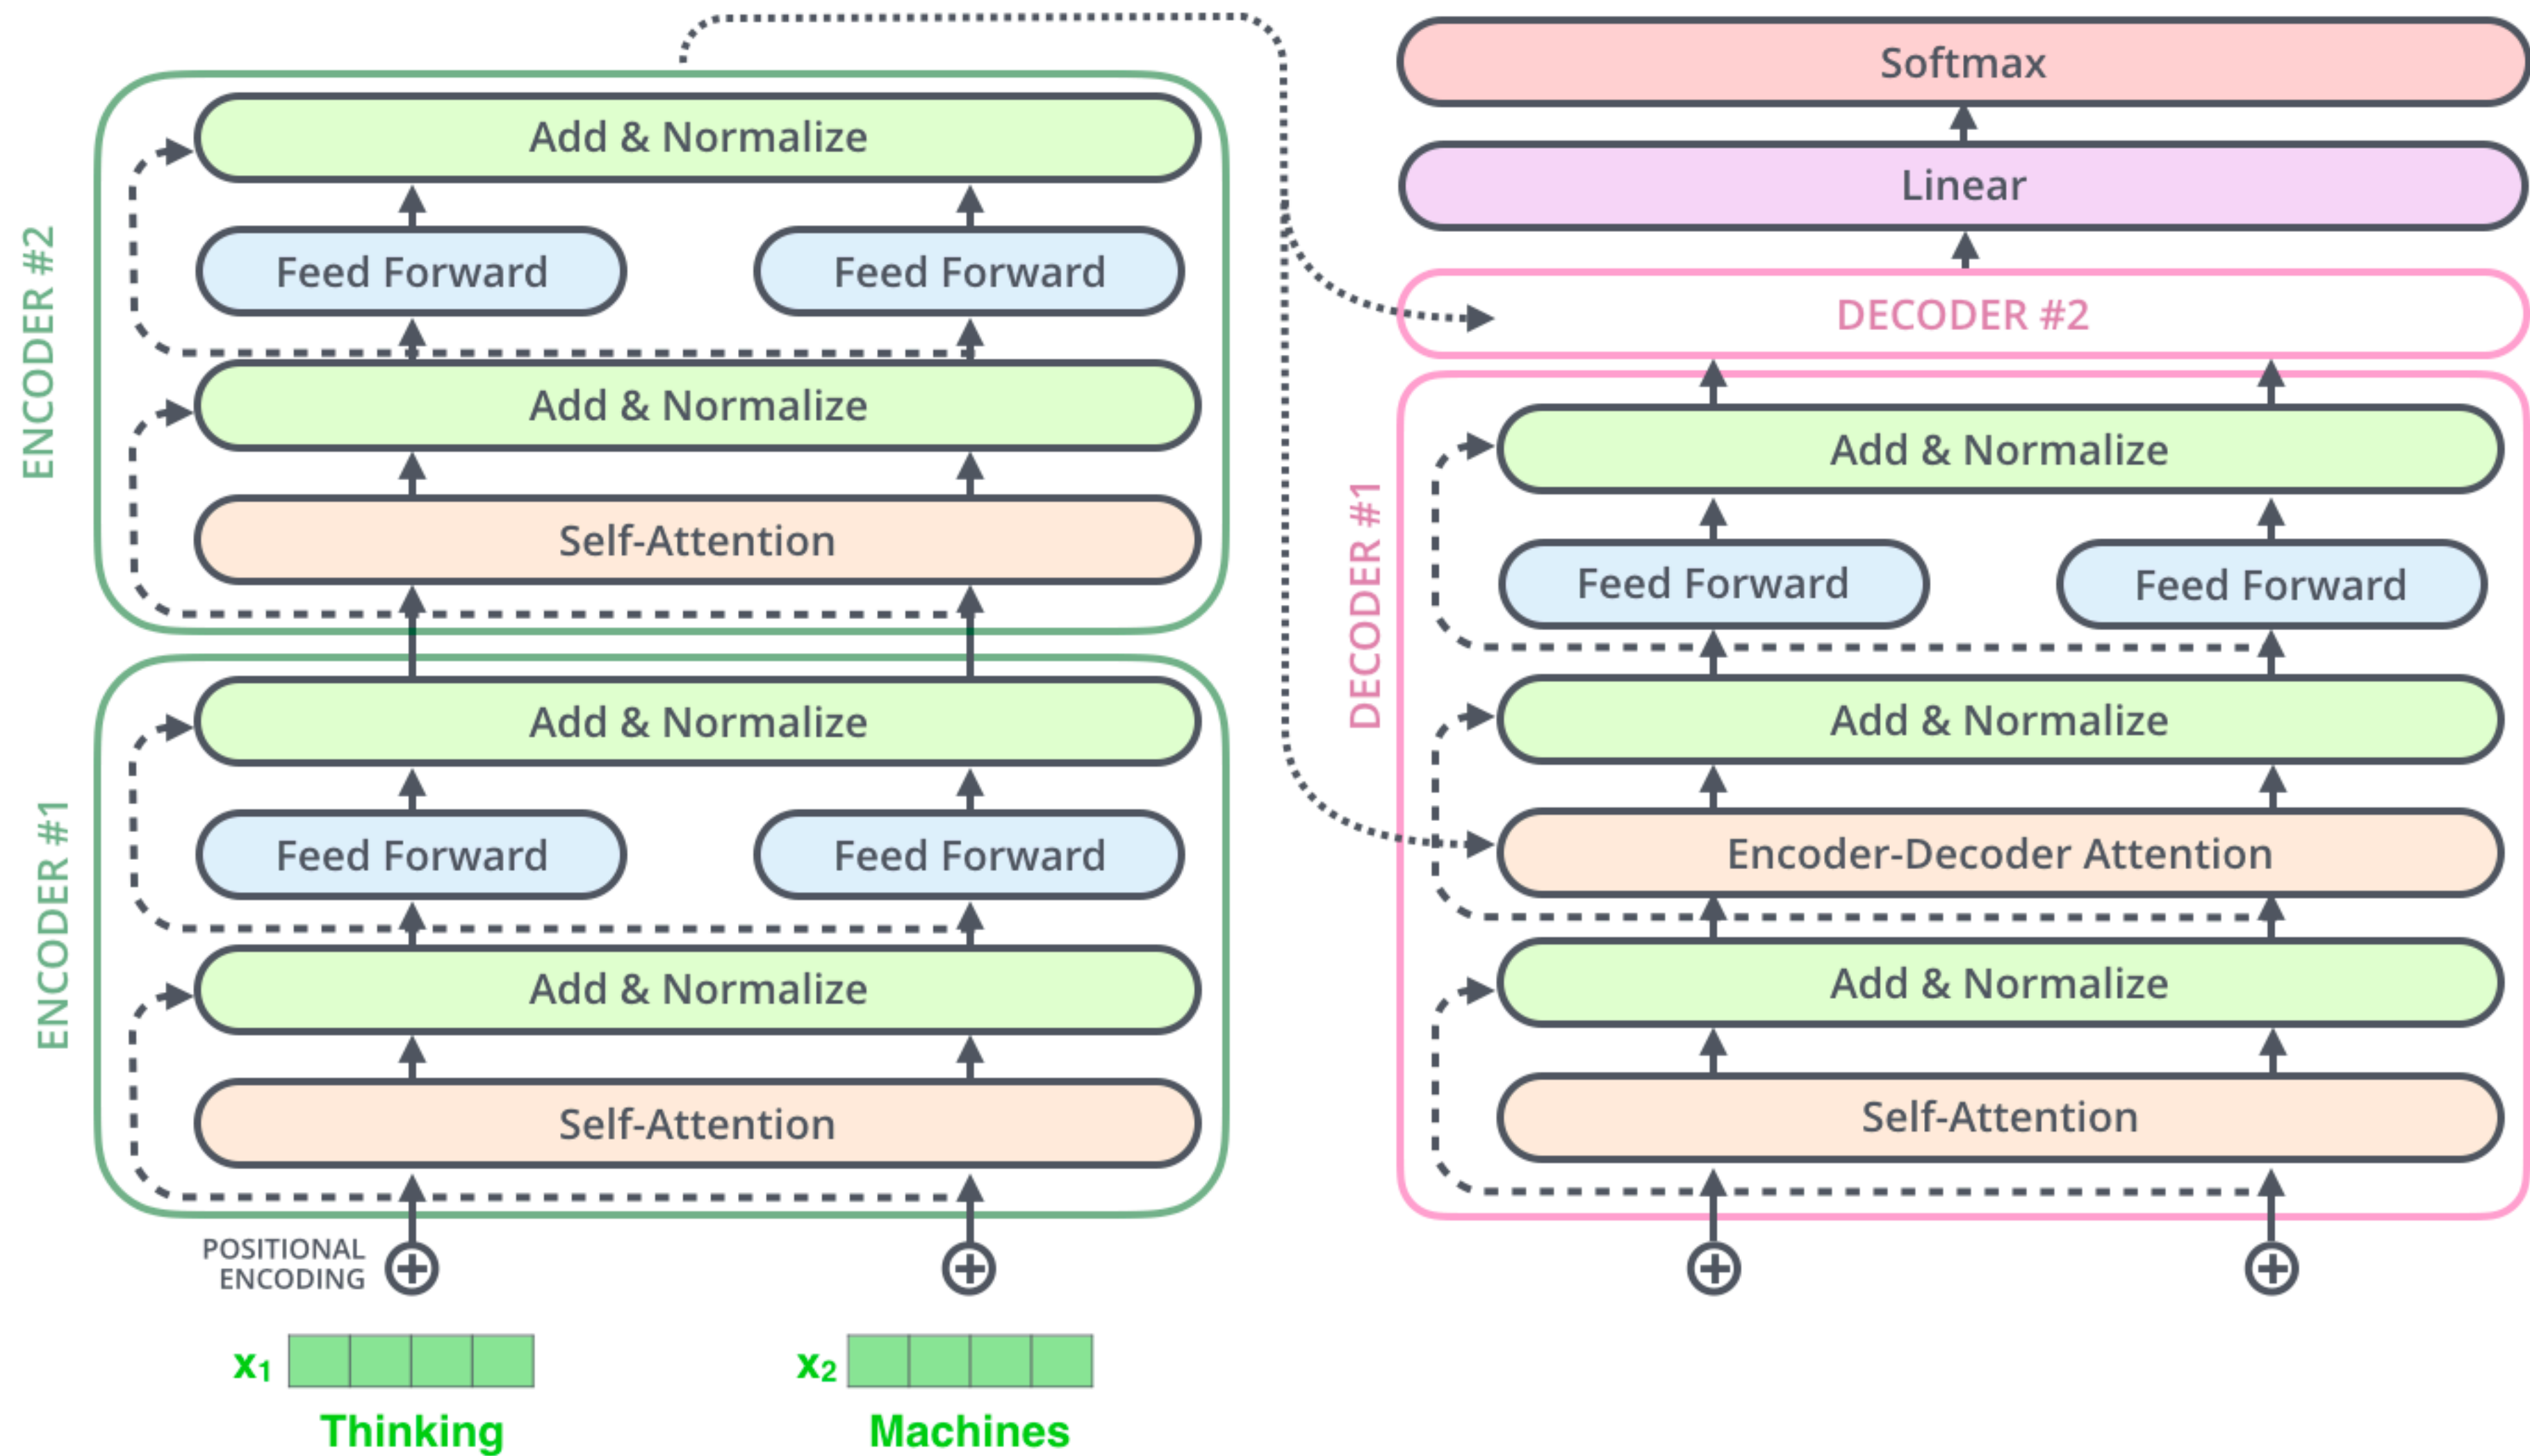 ENCODER #2
Add & Normalize
Feed Forward
Feed Forward
Add & Normalize
Self-Attention
ENCODER #1
Add & Normalize
Feed Forward
Feed Forward
Add & Normalize
Self-Attention
POSITIONAL
ENCODING
x1
x2
Thinking
Machines
Softmax
Linear
DECODER #2
DECODER #1
Add & Normalize
Feed Forward
Feed Forward
Add & Normalize
Encoder-Decoder Attention
Add & Normalize
Self-Attention